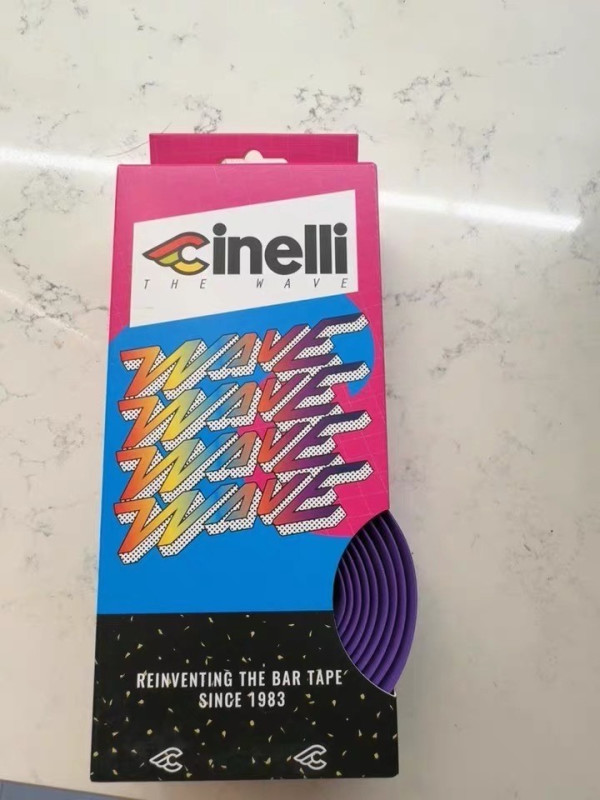 cinelli
THE WAVE
WAVE
WAVE
WAVE
WAVE
REINVENTING THE BAR TAPE
SINCE 1983